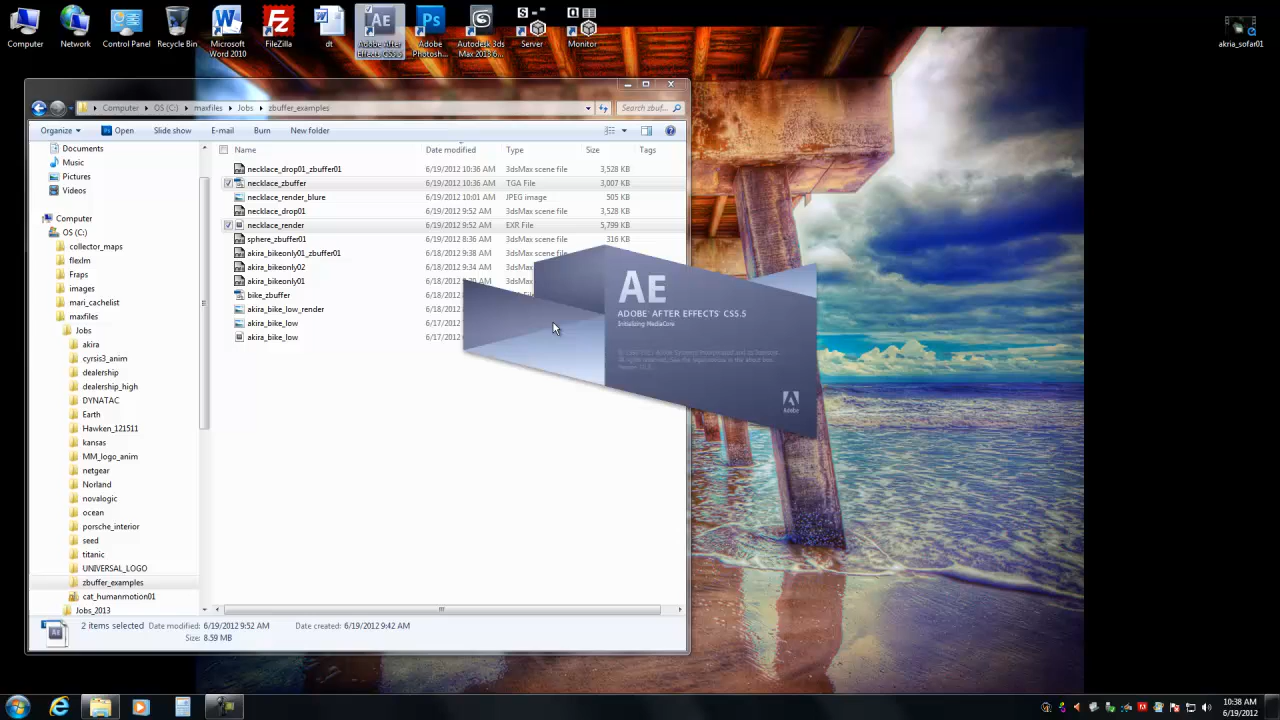 Computer
Network
Control Panel
Recycle Bin
Microsoft
Word 2010
FileZilla
dt
Adobe After
Effects CS5.5
Adobe
Photosh...
Autodesk 3ds
Max 2013 6...
Server
Monitor
akria_sofar01
Computer
OS (C:)
maxfiles
Jobs
zbuffer_examples
Search zbuf...
Organize
Open
Slide show
E-mail
Burn
New folder
Documents
Music
Pictures
Videos
Computer
OS (C:)
collector_maps
flexlm
Fraps
images
mari_cachelist
maxfiles
Jobs
akira
cyrsis3_anim
dealership
dealership_high
DYNATAC
Earth
Hawken_121511
kansas
MM_logo_anim
netgear
Norland
novalogic
ocean
porsche_interior
seed
titanic
UNIVERSAL_LOGO
zbuffer_examples
cat_humanmotion01
Jobs_2013
Name Date modified Type Size Tags
necklace_drop01_zbuffer01 6/19/2012 10:36 AM 3dsMax scene file 3,528 KB
necklace_zbuffer 6/19/2012 10:36 AM TGA File 3,007 KB
necklace_render_blure 6/19/2012 10:01 AM JPEG image 505 KB
necklace_drop01 6/19/2012 9:52 AM 3dsMax scene file 3,528 KB
necklace_render 6/19/2012 9:52 AM EXR File 5,799 KB
sphere_zbuffer01 6/19/2012 8:36 AM 3dsMax scene file 316 KB
akira_bikeonly01_zbuffer01 6/18/2012 9:38 AM 3dsMax scene file
akira_bikeonly02 6/18/2012 9:34 AM 3dsMax
akira_bikeonly01 6/18/2012 3dsMax
bike_zbuffer 6/18/2012
akira_bike_low_render 6/18/2012
akira_bike_low 6/17/2012
akira_bike_low 6/17/2012
AE
ADOBE® AFTER EFFECTS® CS5.5
Initializing MediaCore
Adobe
2 items selected Date modified: 6/19/2012 9:52 AM Date created: 6/19/2012 9:42 AM
Size: 8.59 MB
10:38 AM
6/19/2012